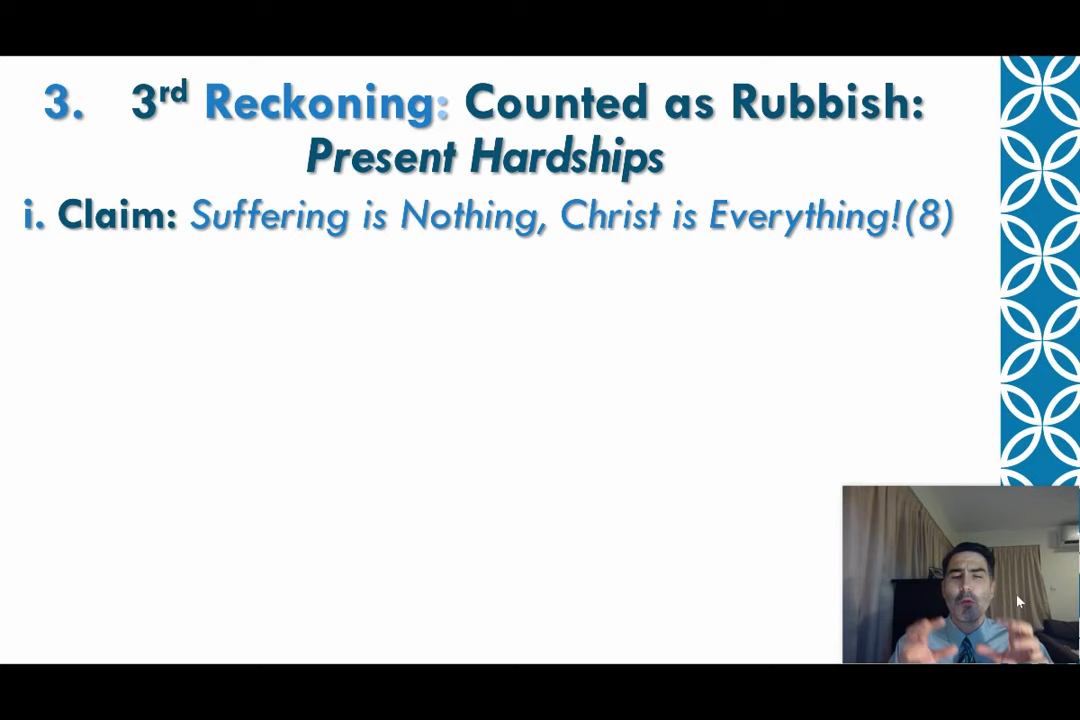 3. 3rd Reckoning: Counted as Rubbish:
Present Hardships
i. Claim: Suffering is Nothing, Christ is Everything!(8)